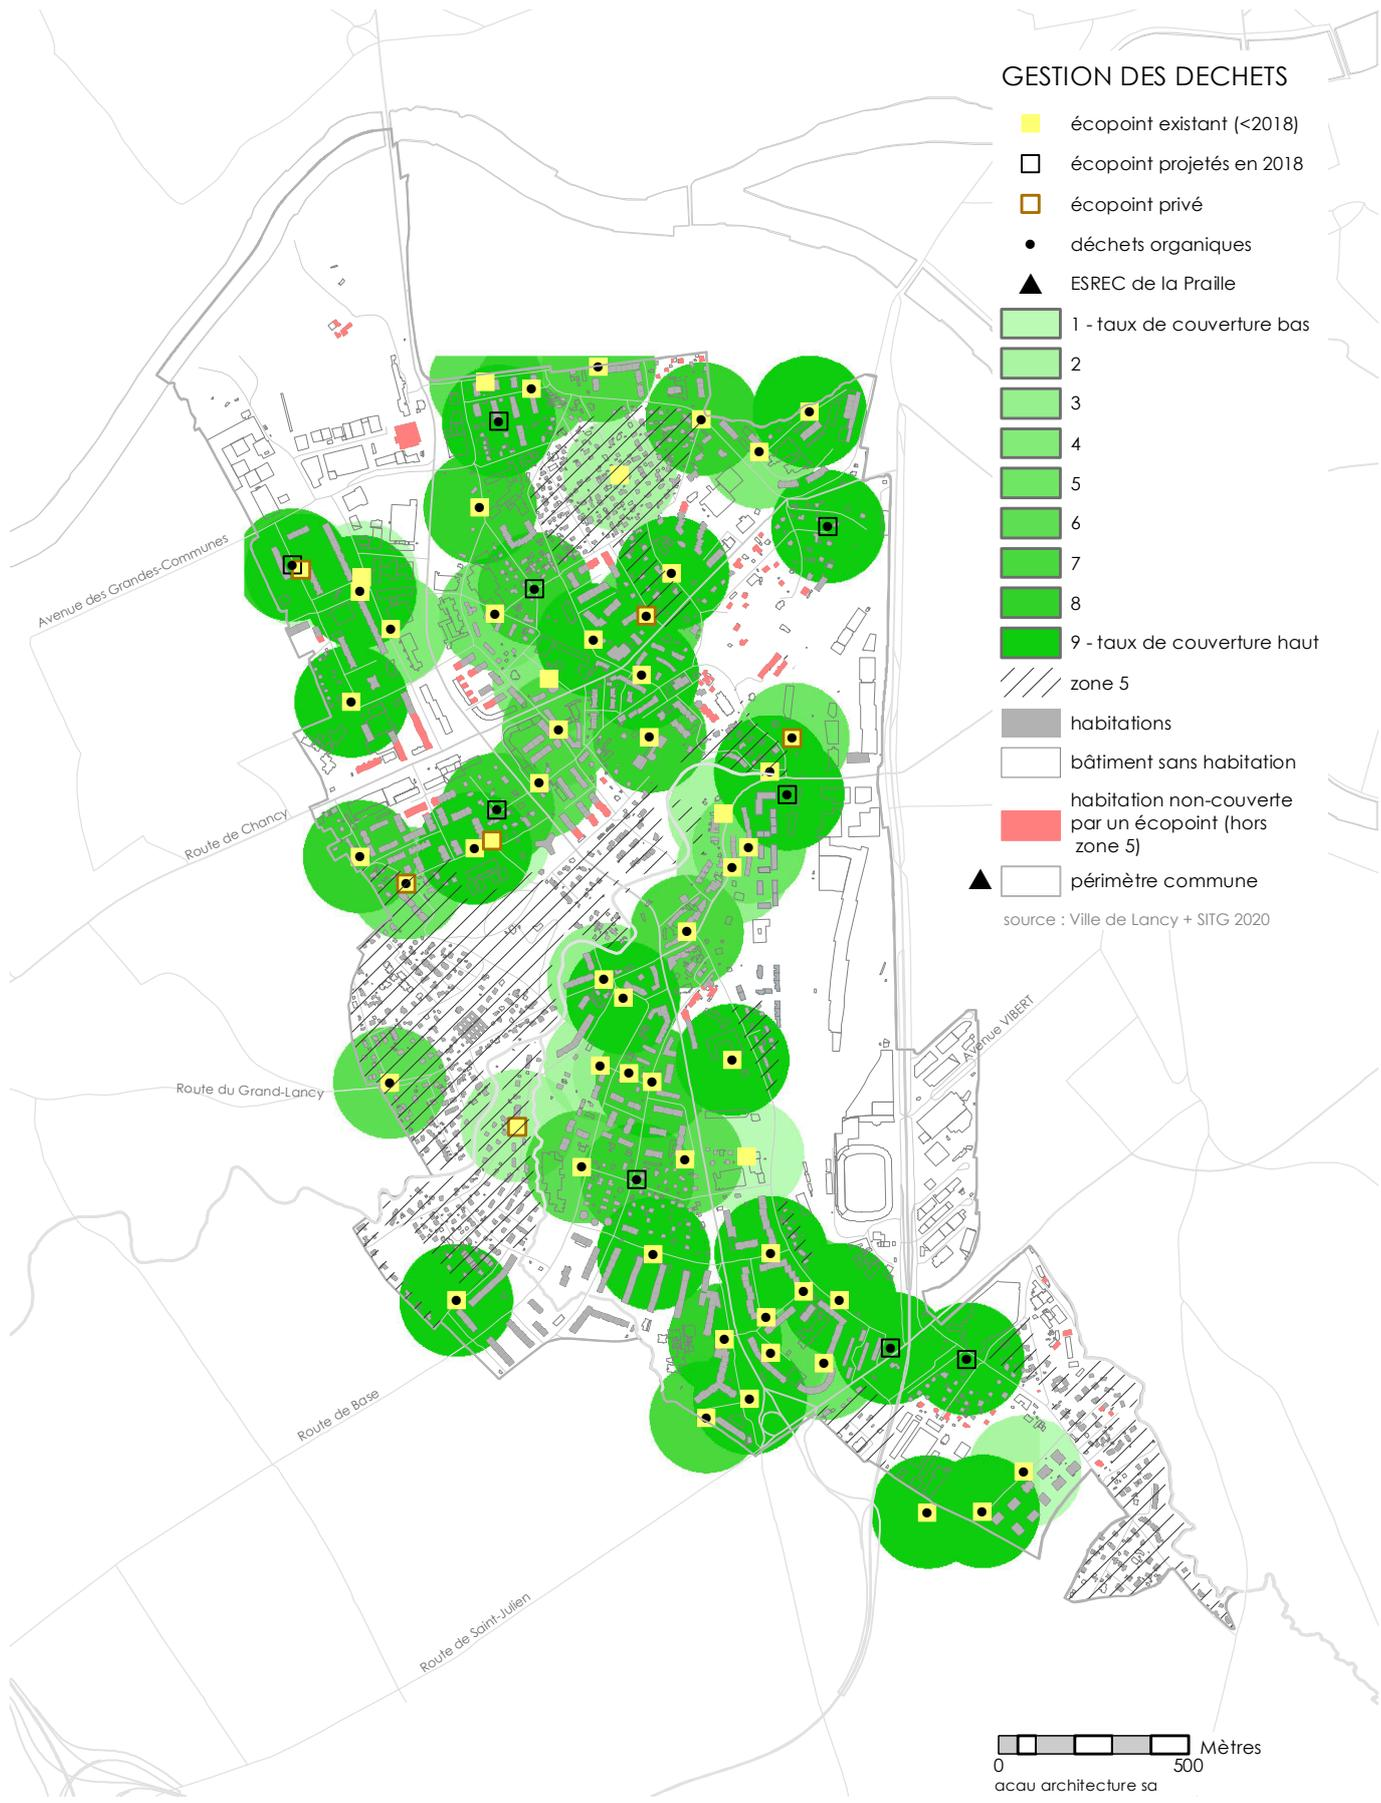 GESTION DES DECHETS
écopoint existant (<2018)
écopoint projetés en 2018
écopoint privé
déchets organiques
ESREC de la Praille
1 - taux de couverture bas
2
3
4
5
6
7
8
9 - taux de couverture haut
zone 5
habitations
bâtiment sans habitation
habitation non-couverte
par un écopoint (hors
zone 5)
périmètre commune
source : Ville de Lancy + SITG 2020
Avenue des Grandes-Communes
Route de Chancy
Route du Grand-Lancy
Avenue VIBERT
Route de Base
Route de Saint-Julien
Mètres
0 500
acau architecture sa